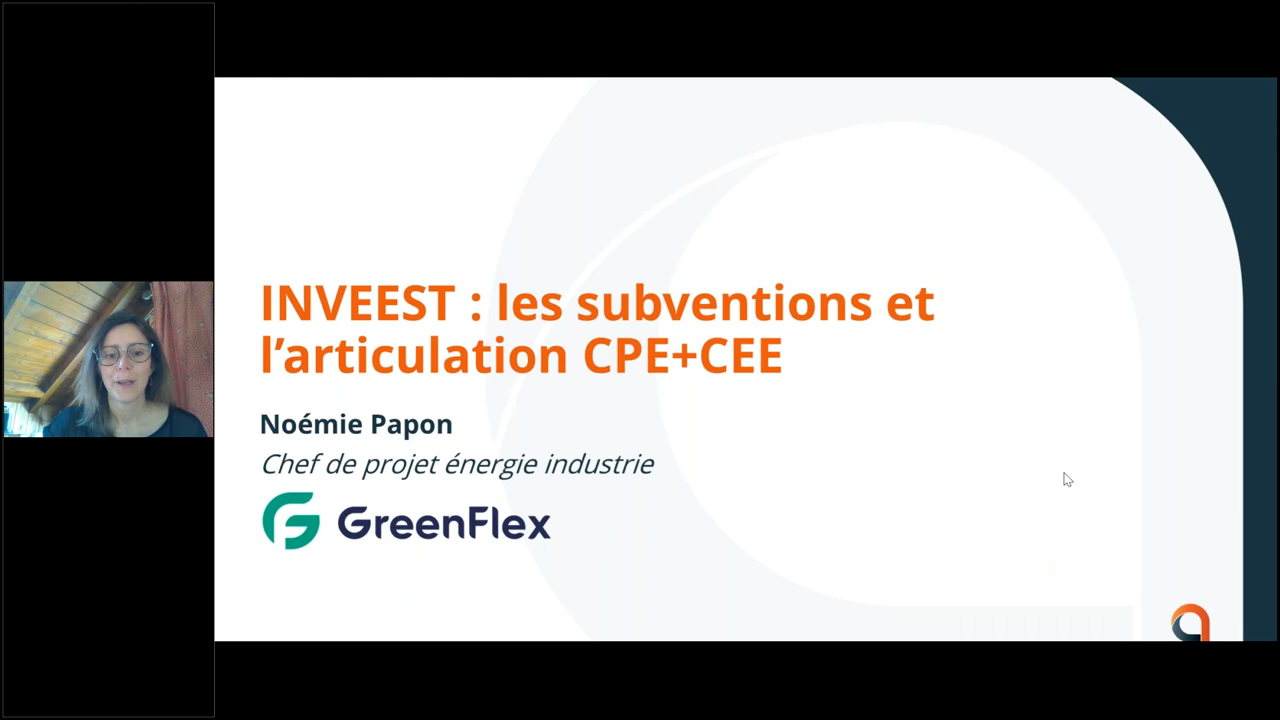 INVEEST : les subventions et
l’articulation CPE+CEE
Noémie Papon
Chef de projet énergie industrie
GreenFlex